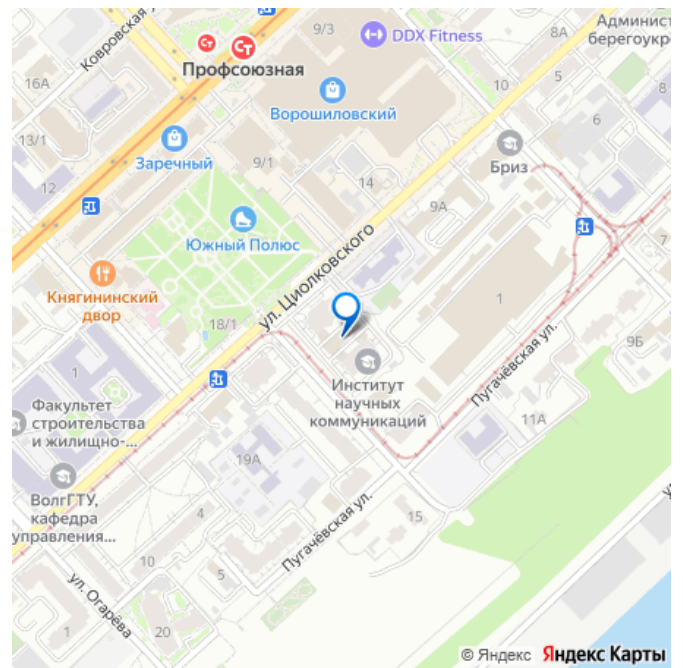 Ковровская ул.
9/3
DDX Fitness
8А
Админист
берегоукр
Ст
Ст
Профсоюзная
16А
Ворошиловский
10
5
8
6
13/1
Заречный
9/1
Бриз
12
14
9А
Южный Полюс
ул. Циолковского
7
Княгининский
двор
18/1
1
Пугачёвская ул.
9Б
1
Институт
научных
коммуникаций
Факультет
строительства
и жилищно-...
11А
19А
ВолгГТУ,
кафедра
управления...
4
Пугачёвская ул.
15
10
5
ул. Огарёва
1
20
© Яндекс Яндекс Карты